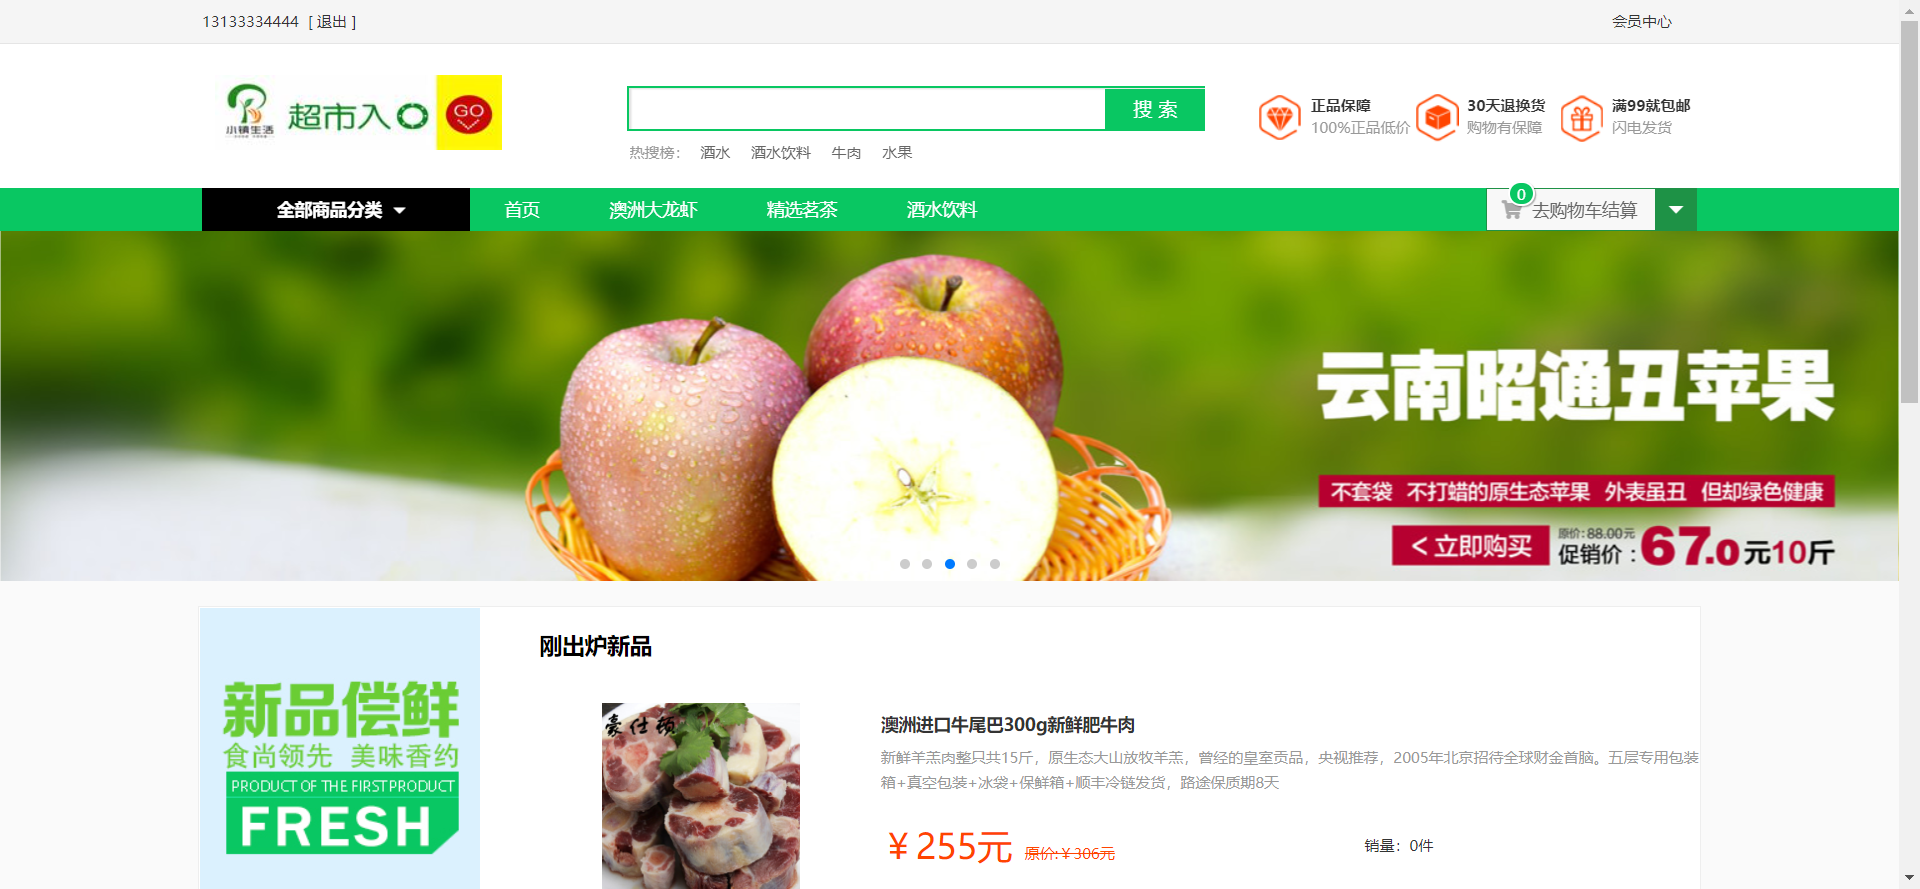 13133334444 [ 退出 ]
会员中心
小镇生活
超市入口
GO
搜 索
热搜榜： 酒水 酒水饮料 牛肉 水果
正品保障
100%正品低价
30天退换货
购物有保障
满99就包邮
闪电发货
全部商品分类
首页 澳洲大龙虾 精选茗茶 酒水饮料
0
去购物车结算
云南昭通丑苹果
不套袋 不打蜡的原生态苹果 外表虽丑 但却绿色健康
<立即购买
原价:88.00元
促销价：67.0元10斤
新品偿鲜
食尚领先 美味香约
PRODUCT OF THE FIRSTPRODUCT
FRESH
刚出炉新品
豪仕顿
澳洲进口牛尾巴300g新鲜肥牛肉
新鲜羊羔肉整只共15斤，原生态大山放牧羊羔，曾经的皇室贡品，央视推荐，2005年北京招待全球财金首脑。五层专用包装
箱+真空包装+冰袋+保鲜箱+顺丰冷链发货，路途保质期8天
￥255元 原价:￥306元
销量：0件